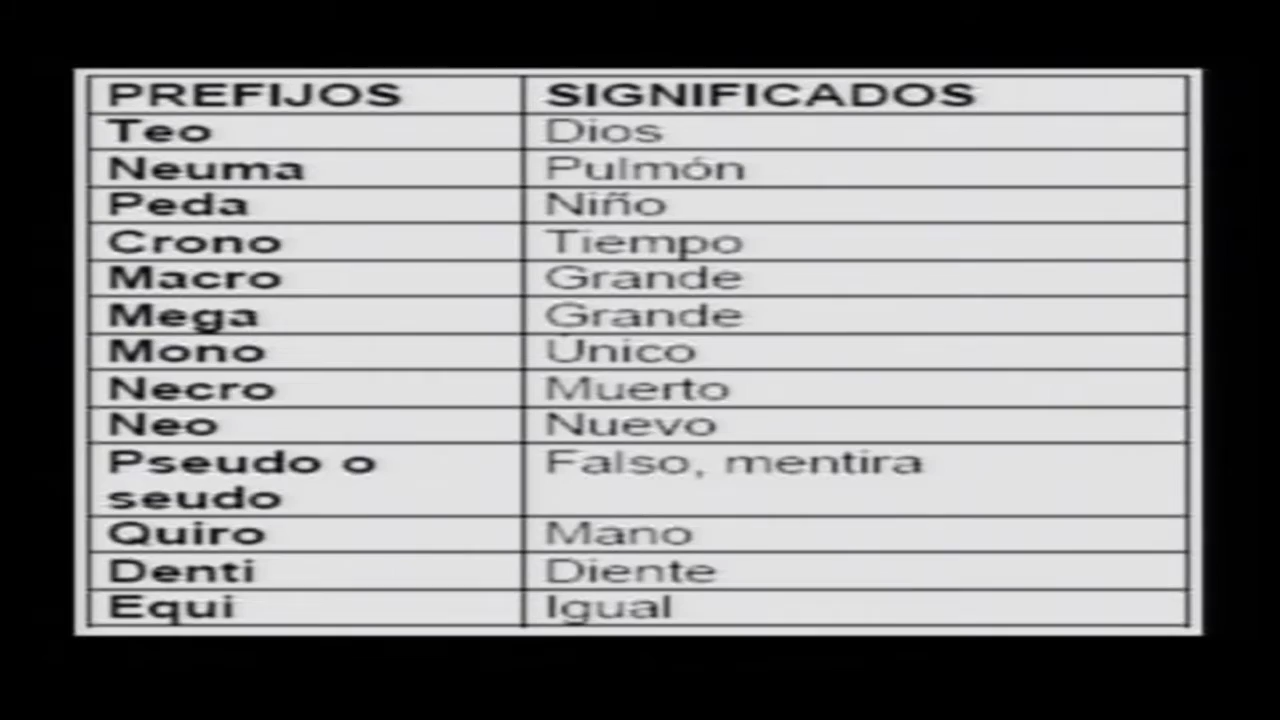 PREFIJOS SIGNIFICADOS
Teo Dios
Neuma Pulmón
Peda Niño
Crono Tiempo
Macro Grande
Mega Grande
Mono Único
Necro Muerto
Neo Nuevo
Pseudo o Falso, mentira
seudo
Quiro Mano
Denti Diente
Equi Igual